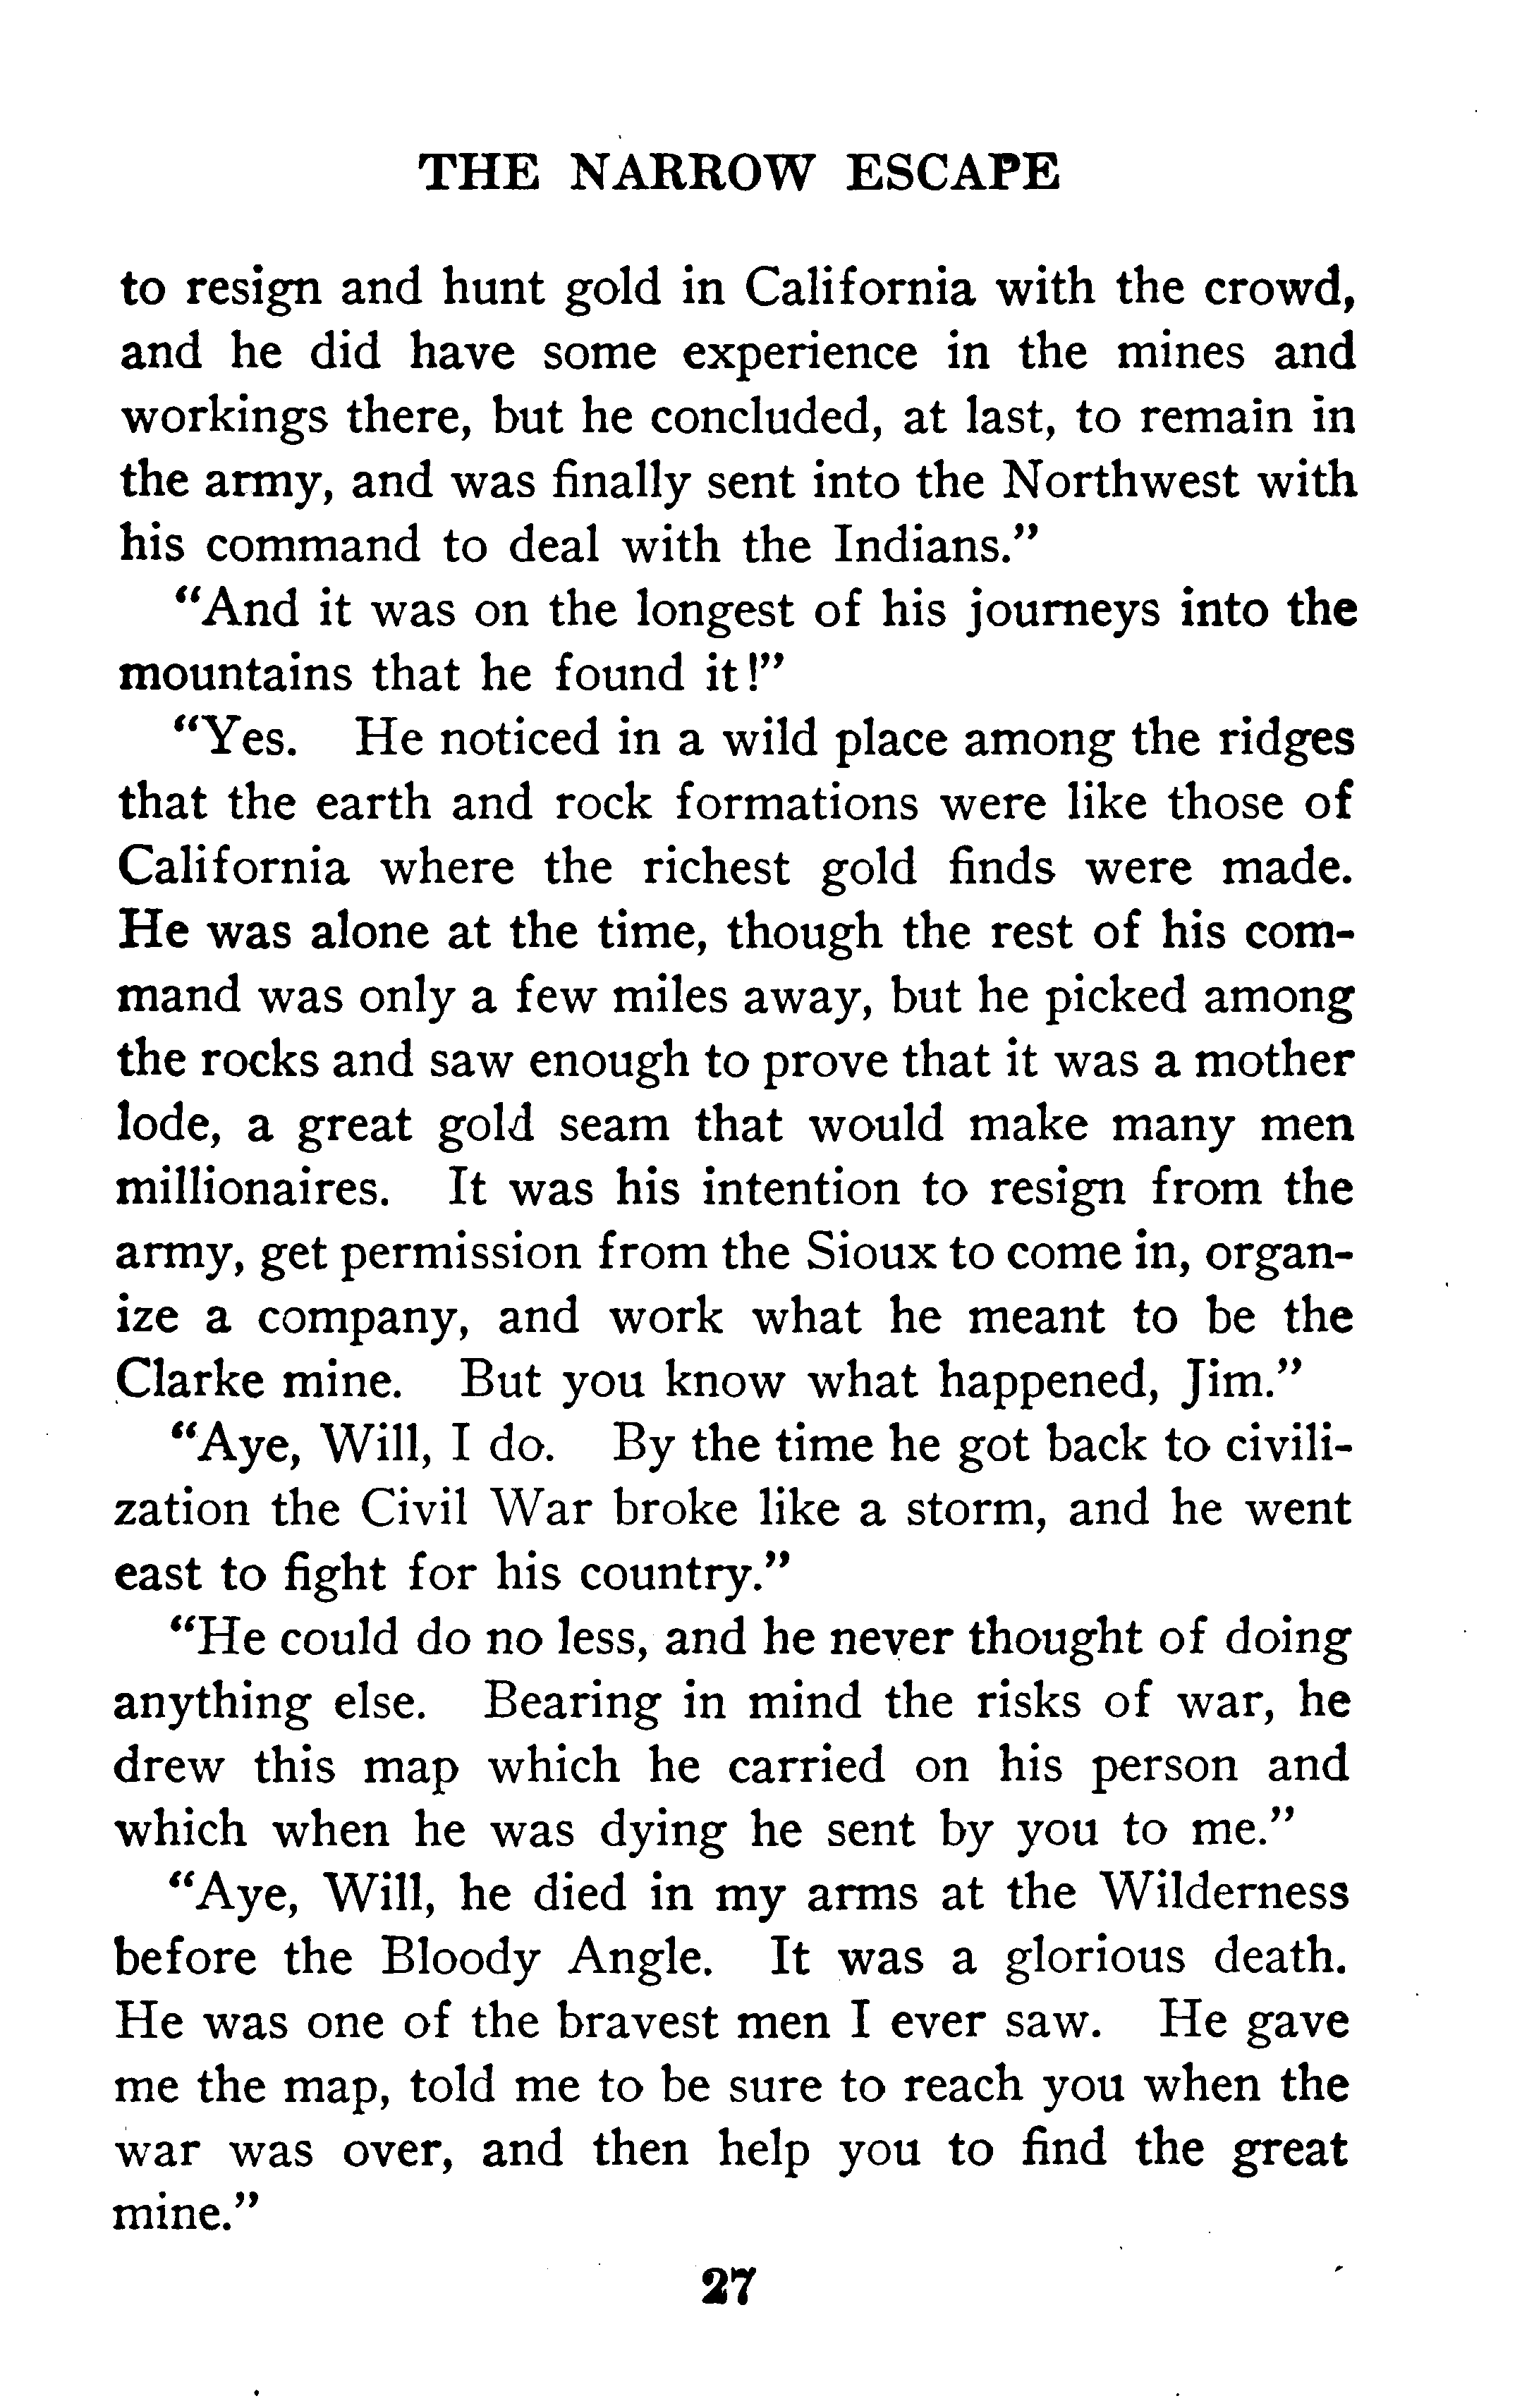 THE NARROW ESCAPE
to resign and hunt gold in California with the crowd,
and he did have some experience in the mines and
workings there, but he concluded, at last, to remain in
the army, and was finally sent into the Northwest with
his command to deal with the Indians."
"And it was on the longest of his journeys into the
mountains that he found it!"
"Yes. He noticed in a wild place among the ridges
that the earth and rock formations were like those of
California where the richest gold finds were made.
He was alone at the time, though the rest of his com-
mand was only a few miles away, but he picked among
the rocks and saw enough to prove that it was a mother
lode, a great gold seam that would make many men
millionaires. It was his intention to resign from the
army, get permission from the Sioux to come in, organ-
ize a company, and work what he meant to be the
Clarke mine. But you know what happened, Jim."
"Aye, Will, I do. By the time he got back to civili-
zation the Civil War broke like a storm, and he went
east to fight for his country."
"He could do no less, and he never thought of doing
anything else. Bearing in mind the risks of war, he
drew this map which he carried on his person and
which when he was dying he sent by you to me."
"Aye, Will, he died in my arms at the Wilderness
before the Bloody Angle. It was a glorious death.
He was one of the bravest men I ever saw. He gave
me the map, told me to be sure to reach you when the
war was over, and then help you to find the great
mine."
27